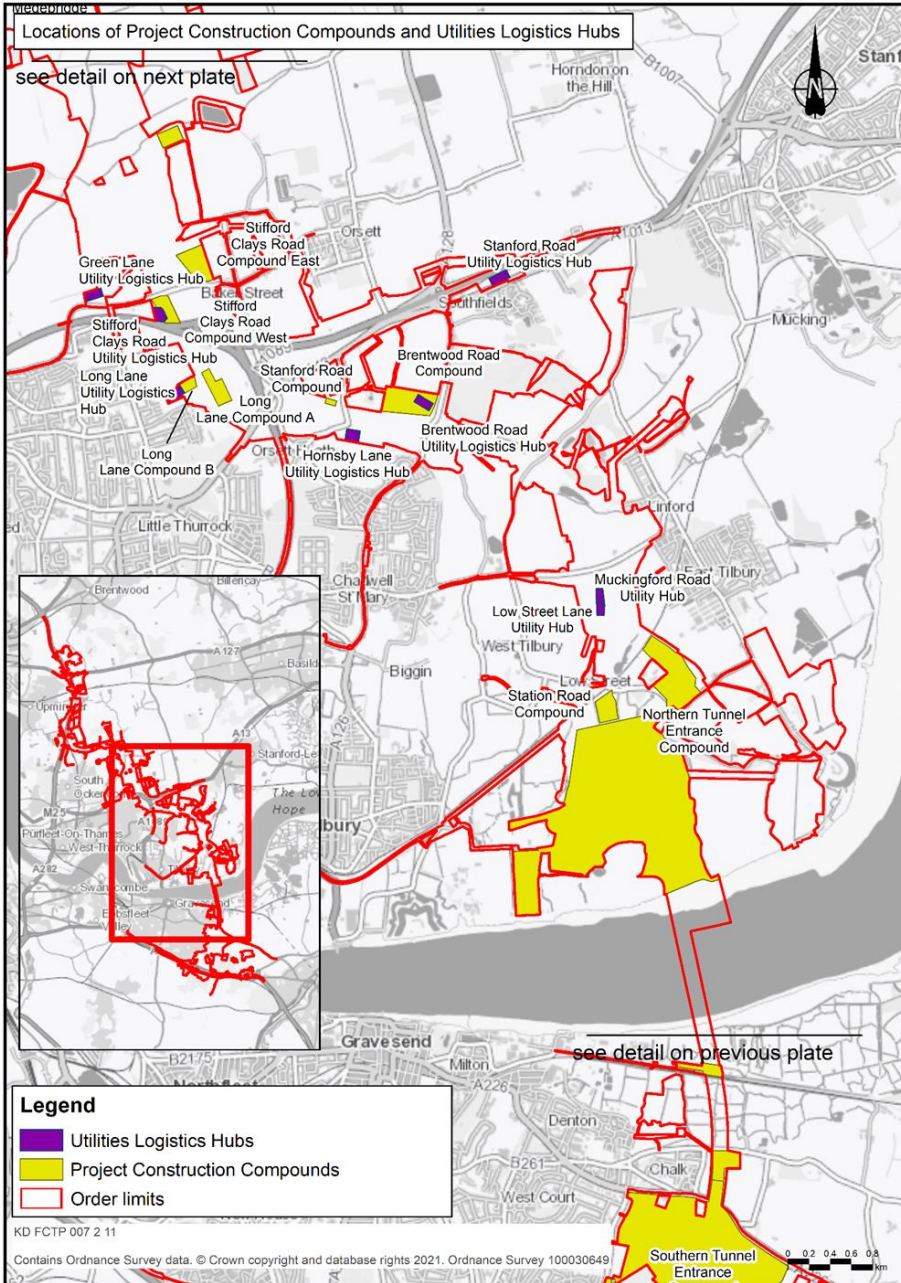 Medebridge
Locations of Project Construction Compounds and Utilities Logistics Hubs
see detail on next plate
Horndon on
the Hill
B1007
N
Orsett
A128
A1013
Stifford
Clays Road
Compound East
Green Lane
Utility Logistics Hub
Baker Street
Stanford Road
Utility Logistics Hub
Southfields
Mucking
Stifford
Clays Road
Compound West
Stifford
Clays Road
Utility Logistics Hub
A1089
Stanford Road
Compound
Brentwood Road
Compound
Long Lane
Utility Logistics
Hub
Long
Lane Compound A
Long
Lane Compound B
Brentwood Road
Utility Logistics Hub
Orsett Heath
Hornsby Lane
Utility Logistics Hub
Little Thurrock
Linford
Chadwell
St Mary
East Tilbury
Muckingford Road
Utility Hub
Low Street Lane
Utility Hub
West Tilbury
Biggin
A126
Low Street
Station Road
Compound
Northern Tunnel
Entrance
Compound
Brentwood
Billericay
A127
Upminster
A13
South
Ockendon
M25
Purfleet-On-Thames
West Thurrock
A282
Swanscombe
Gravesend
Ebbsfleet
Valley
Gravesend
Milton
see detail on previous plate
B2175
A226
Northfleet
Denton
B261
Chalk
West Court
Legend
Utilities Logistics Hubs
Project Construction Compounds
Order limits
KD FCTP 007 2 11
Contains Ordnance Survey data. © Crown copyright and database rights 2021. Ordnance Survey 100030649
Southern Tunnel
Entrance
0 0.2 0.4 0.6 0.8
km